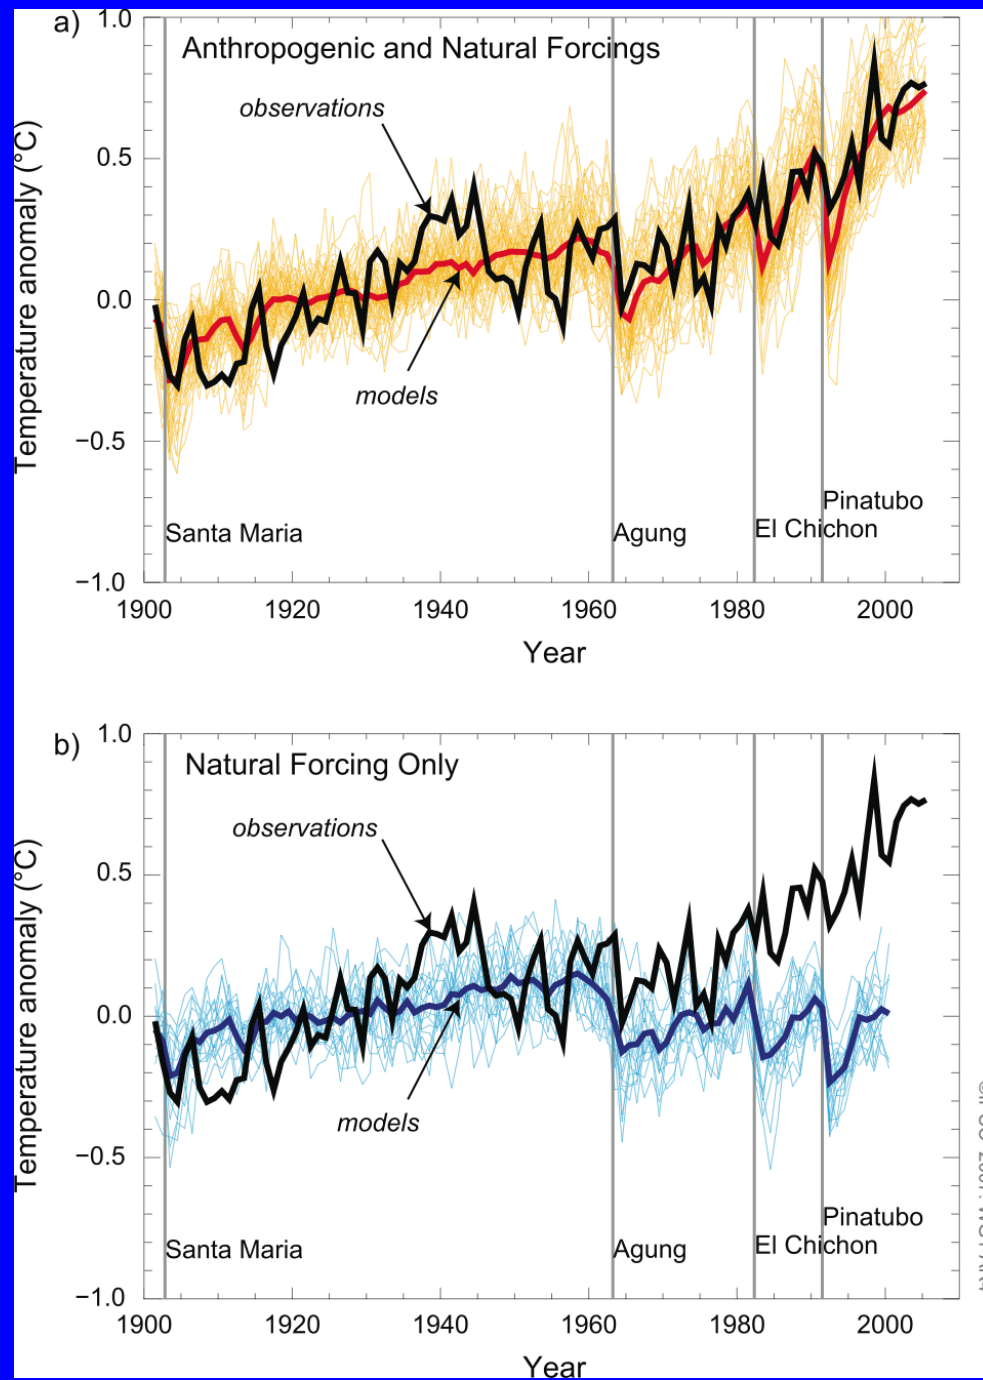 a)
Anthropogenic and Natural Forcings
observations
models
Temperature anomaly (°C)
1.0
0.5
0.0
−0.5
−1.0
Santa Maria
Agung
El Chichon
Pinatubo
1900 1920 1940 1960 1980 2000
Year
b)
Natural Forcing Only
observations
models
Temperature anomaly (°C)
1.0
0.5
0.0
−0.5
−1.0
Santa Maria
Agung
El Chichon
Pinatubo
1900 1920 1940 1960 1980 2000
Year